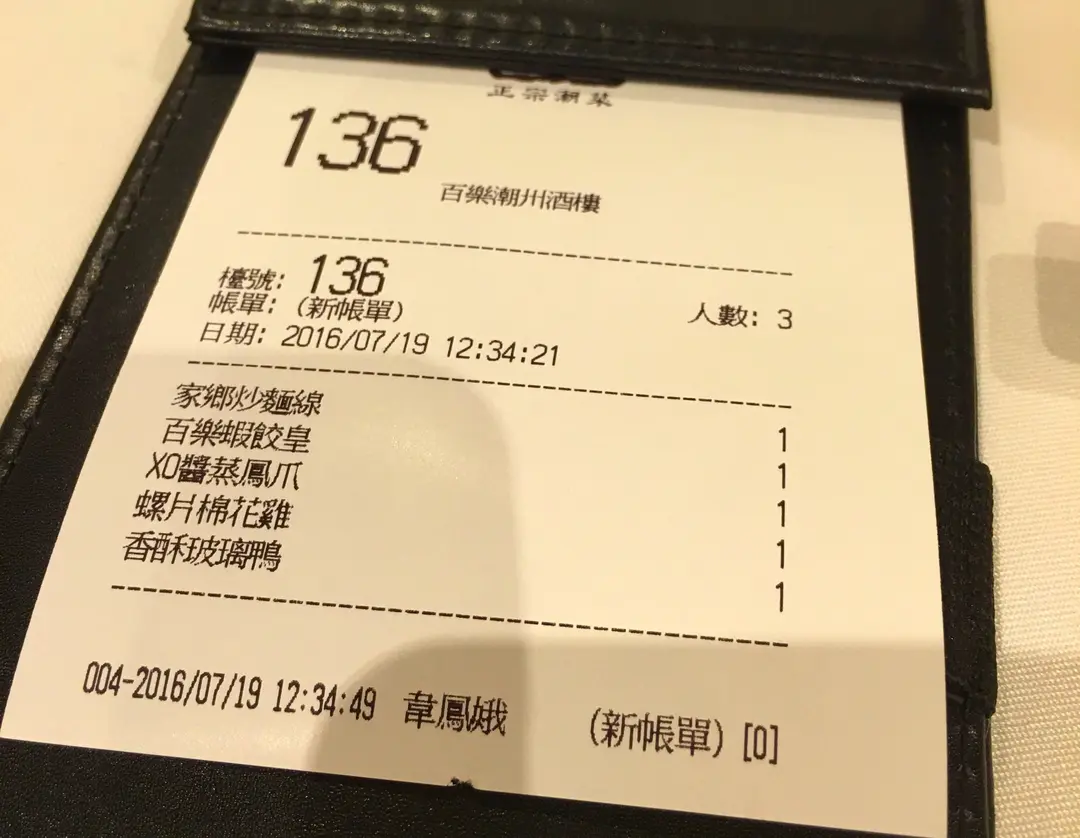 正宗潮菜
136
百樂潮州酒樓
檯號: 136
人數: 3
帳單: (新帳單)
日期: 2016/07/19 12:34:21
家鄉炒麵線 1
百樂蝦餃皇 1
XO醬蒸鳳爪 1
螺片棉花雞 1
香酥玻璃鴨 1
004-2016/07/19 12:34:49 韋鳳娥 (新帳單) [0]